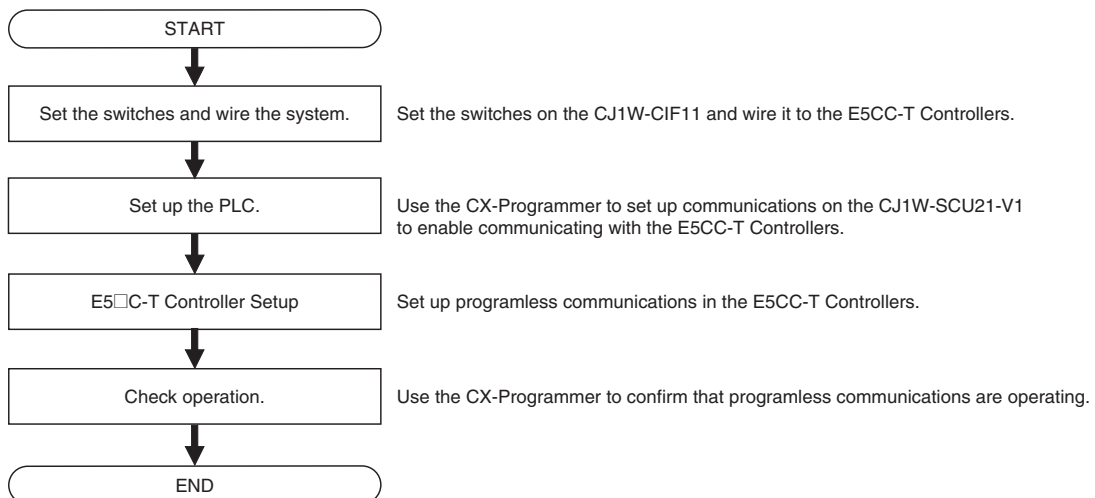 START
Set the switches and wire the system.
Set the switches on the CJ1W-CIF11 and wire it to the E5CC-T Controllers.
Set up the PLC.
Use the CX-Programmer to set up communications on the CJ1W-SCU21-V1
to enable communicating with the E5CC-T Controllers.
E5□C-T Controller Setup
Set up programless communications in the E5CC-T Controllers.
Check operation.
Use the CX-Programmer to confirm that programless communications are operating.
END